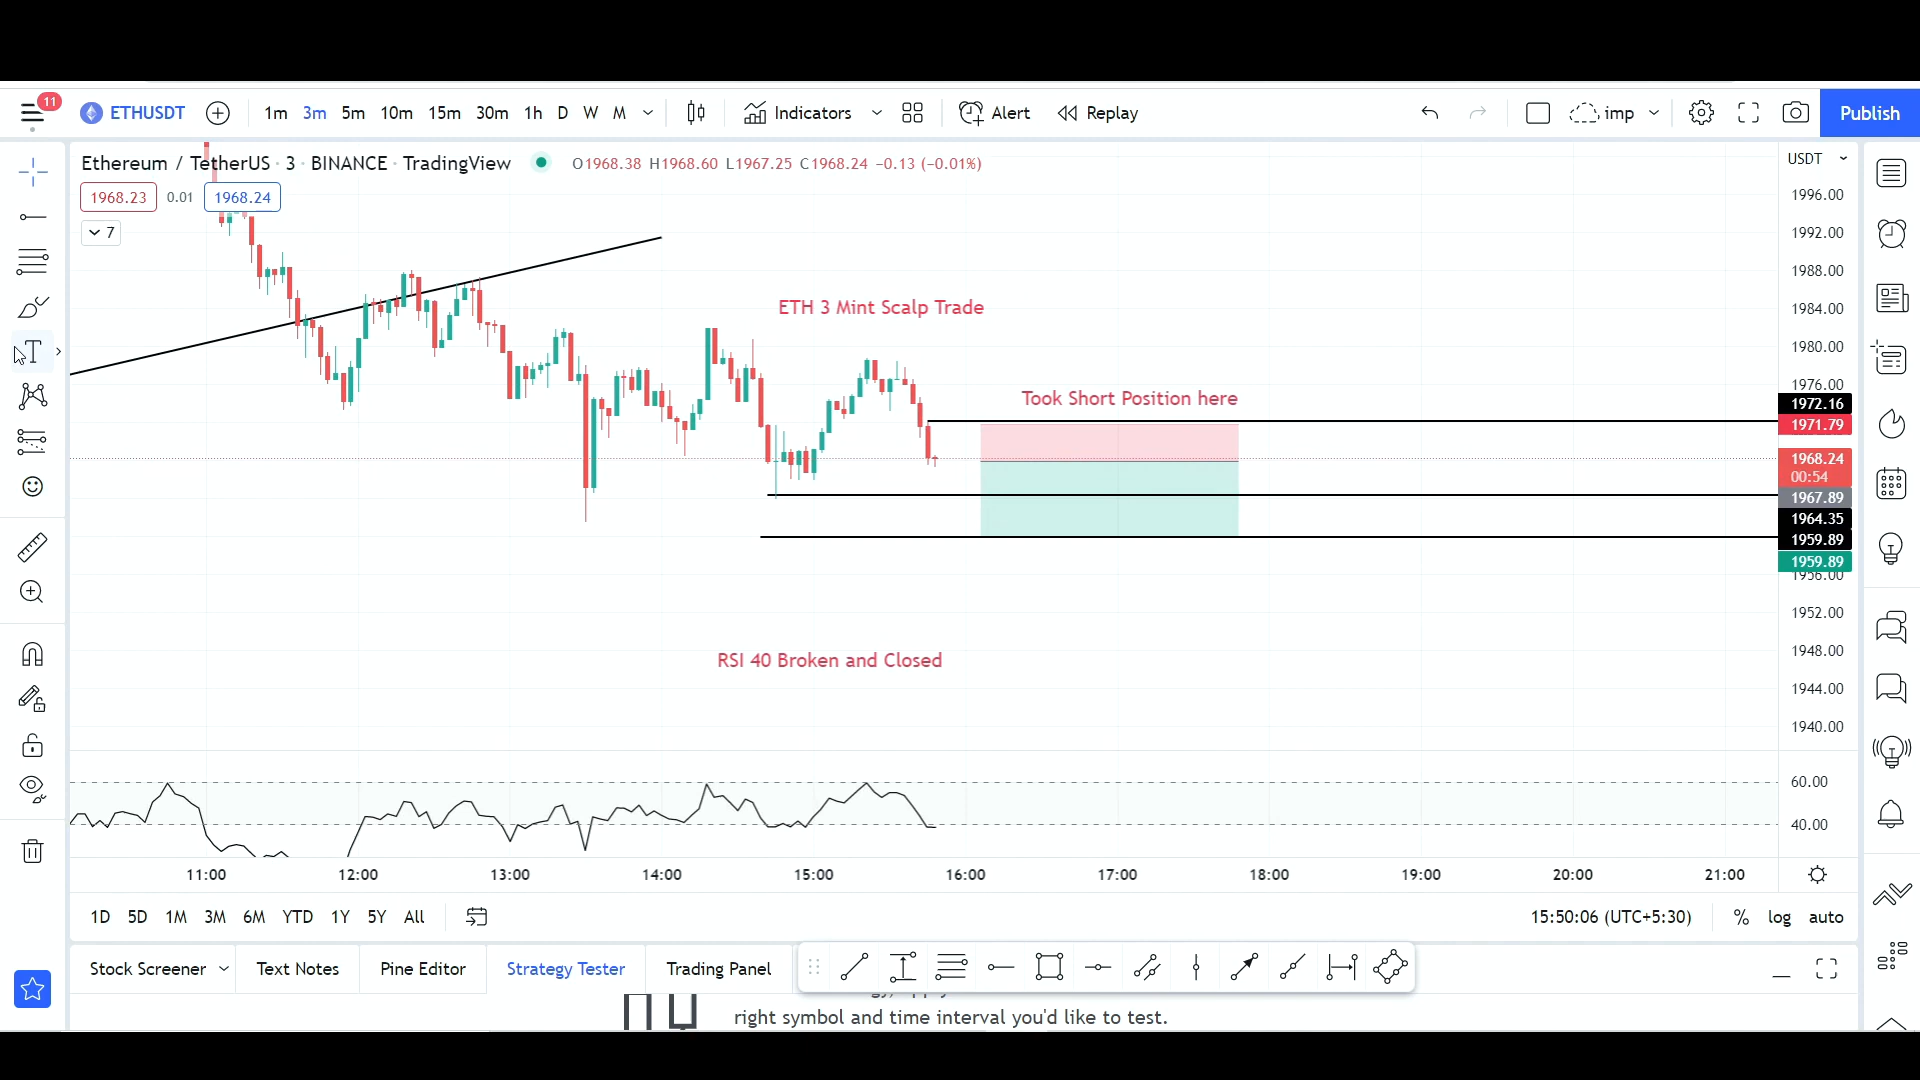 11
ETHUSDT 1m 3m 5m 10m 15m 30m 1h D W M Indicators Alert Replay imp Publish
Ethereum / TetherUS · 3 · BINANCE · TradingView O1968.38 H1968.60 L1967.25 C1968.24 −0.13 (−0.01%)
USDT
1968.23 0.01 1968.24
7
1996.00
1992.00
1988.00
1984.00
1980.00
1976.00
1972.16
1971.79
1968.24
00:54
1967.89
1964.35
1959.89
1959.89
1956.00
1952.00
1948.00
1944.00
1940.00
ETH 3 Mint Scalp Trade
Took Short Position here
RSI 40 Broken and Closed
60.00
40.00
11:00 12:00 13:00 14:00 15:00 16:00 17:00 18:00 19:00 20:00 21:00
1D 5D 1M 3M 6M YTD 1Y 5Y All 15:50:06 (UTC+5:30) % log auto
Stock Screener Text Notes Pine Editor Strategy Tester Trading Panel
right symbol and time interval you'd like to test.